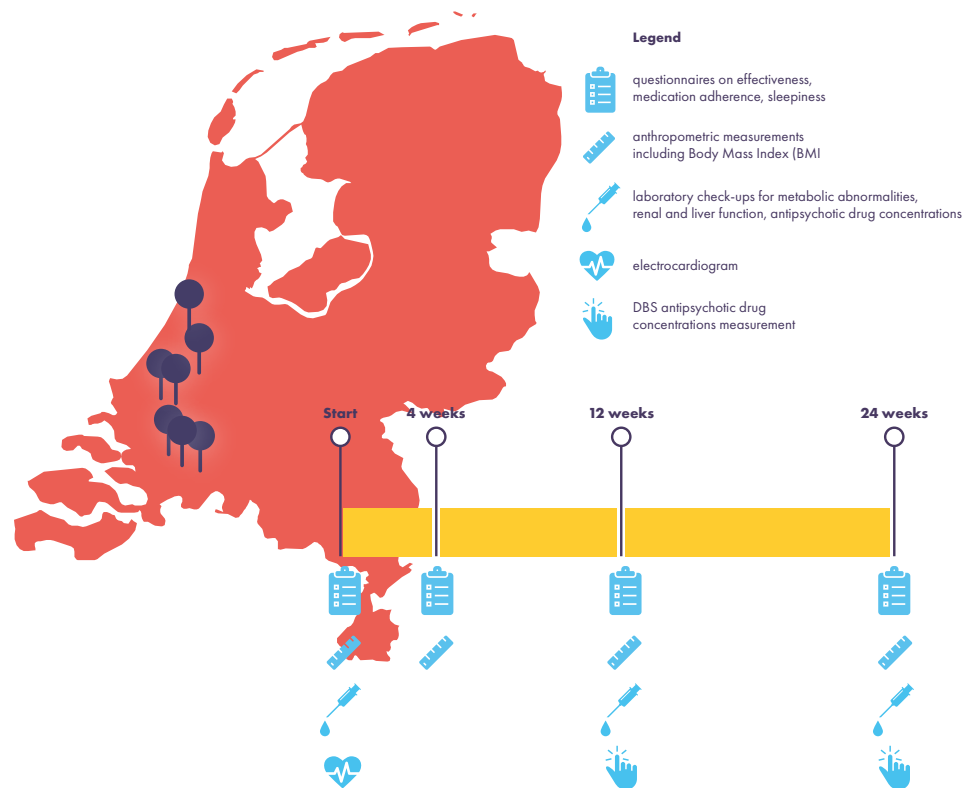 Legend
questionnaires on effectiveness,
medication adherence, sleepiness
anthropometric measurements
including Body Mass Index (BMI
laboratory check-ups for metabolic abnormalities,
renal and liver function, antipsychotic drug concentrations
electrocardiogram
DBS antipsychotic drug
concentrations measurement
Start
4 weeks
12 weeks
24 weeks